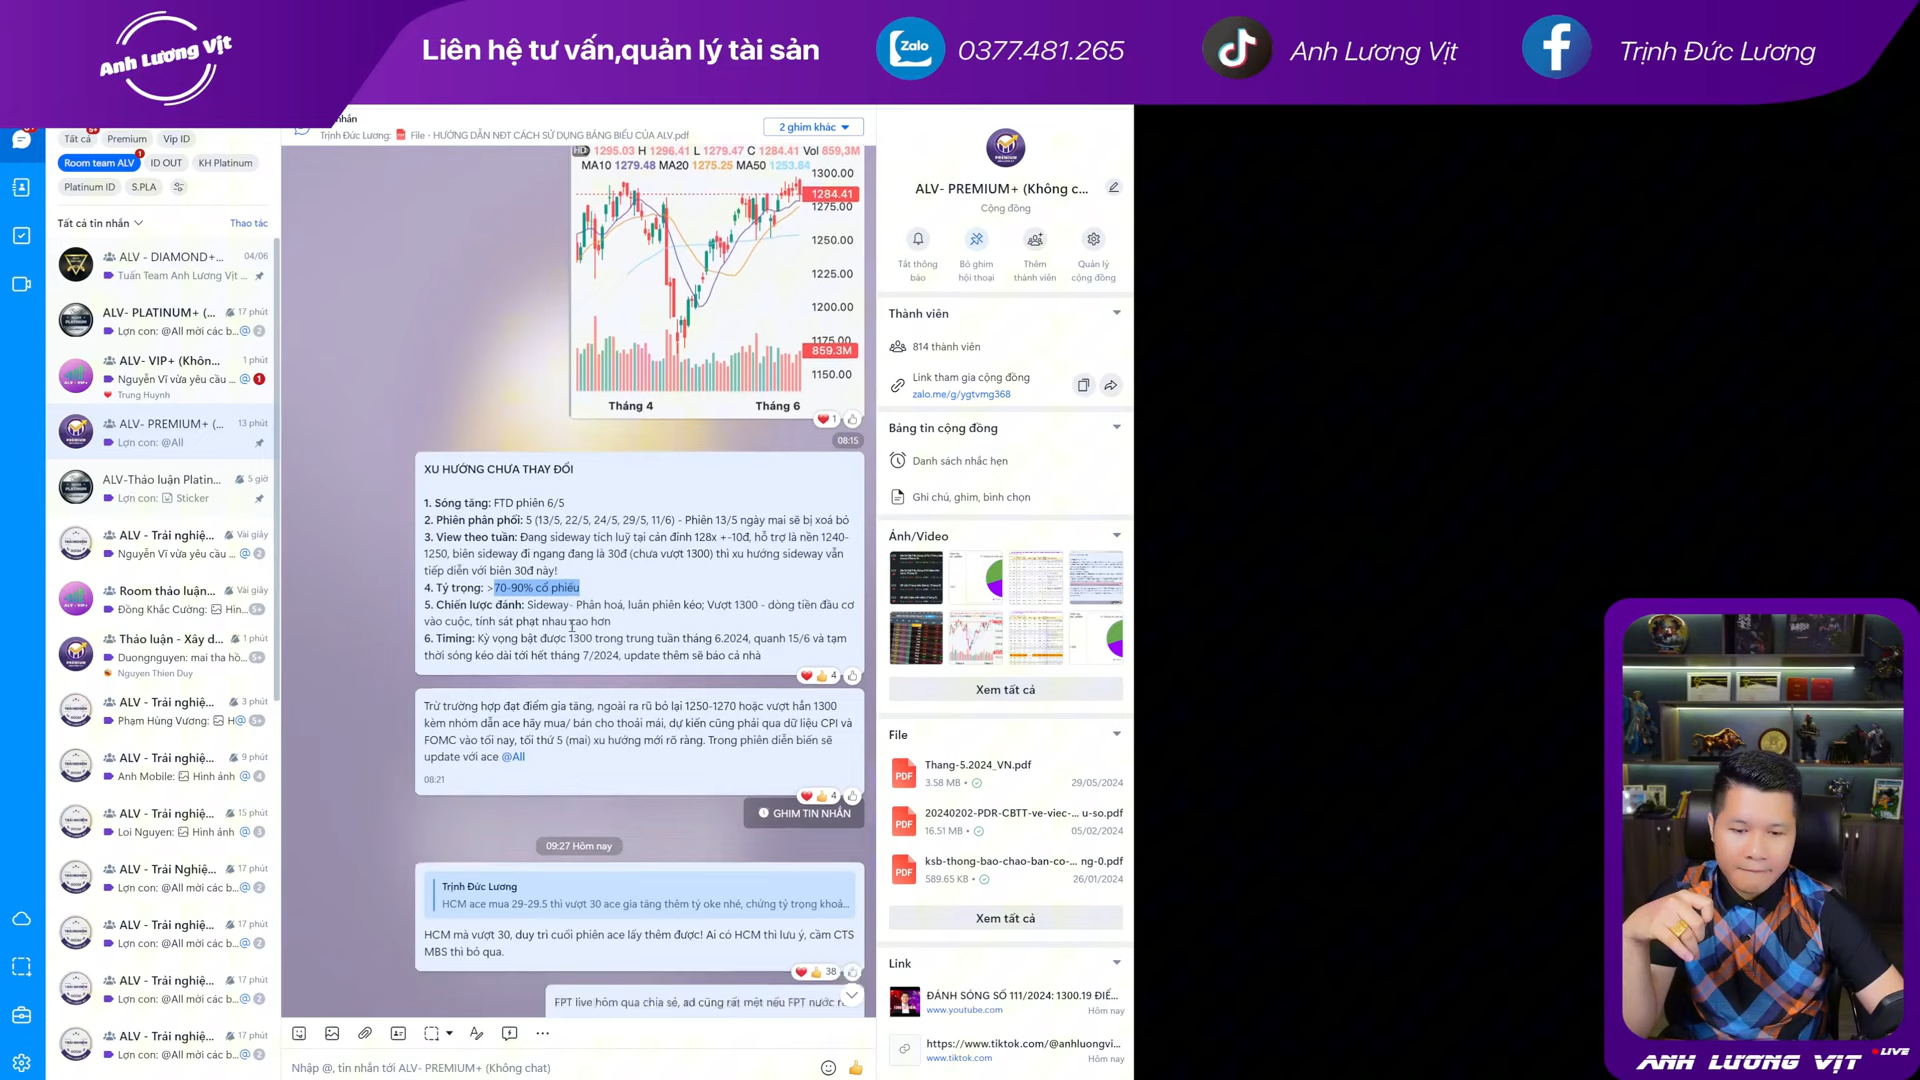 Anh Lương Vịt
Liên hệ tư vấn,quản lý tài sản
Zalo
0377.481.265
Anh Lương Vịt
Trịnh Đức Lương
Tất cả
5+
Premium
Vip ID
Room team ALV
1
ID OUT
KH Platinum
Platinum ID
S.PLA
Tất cả tin nhắn
Thao tác
ALV - DIAMOND+...
04/06
Tuấn Team Anh Lương Vịt ...
ALV- PLATINUM+ (...
17 phút
Lợn con: @All mời các b...@ 2
ALV- VIP+ (Khôn...
1 phút
Nguyễn Vĩ vừa yêu cầu ... @ 1
Trung Huynh
ALV- PREMIUM+ (...
13 phút
Lợn con: @All
ALV-Thảo luận Platin...
5 giờ
Lợn con: Sticker
ALV - Trải nghiệ...
Vài giây
Nguyễn Vĩ vừa yêu cầu ...@ 2
Room thảo luận...
1 phút
Đồng Khắc Cường: Hìn... 5+
Thảo luận - Xây d...
1 phút
Duongnguyen: mai tha hồ... 5+
Nguyen Thien Duy
ALV - Trải nghiệ...
3 phút
Phạm Hùng Vương: H@ 5+
ALV - Trải nghiệ...
9 phút
Anh Mobile: Hình ảnh @ 4
ALV - Trải nghiệ...
15 phút
Loi Nguyen: Hình ảnh @ 3
ALV - Trải Nghiệ...
17 phút
Lợn con: @All mời các b...@ 2
ALV - Trải nghiệ...
17 phút
Lợn con: @All mời các b...@ 2
ALV - Trải nghiệ...
17 phút
Lợn con: @All mời các b...@ 2
ALV - Trải nghiệ...
17 phút
Lợn con: @All mời các b...@ 2
nhắn
Trịnh Đức Lương: File - HƯỚNG DẪN NĐT CÁCH SỬ DỤNG BẢNG BIỂU CỦA ALV.pdf
2 ghim khác
HD 1295.03 H 1296.41 L 1279.47 C 1284.41 Vol 859,3M
MA10 1279.48 MA20 1275.25 MA50 1253.84
1300.00
1284.41
1275.00
1250.00
1225.00
1200.00
1175.00
859.3M
1150.00
Tháng 4
Tháng 6
1
08:15
XU HƯỚNG CHƯA THAY ĐỔI
1. Sóng tăng: FTD phiên 6/5
2. Phiên phân phối: 5 (13/5, 22/5, 24/5, 29/5, 11/6) - Phiên 13/5 ngày mai sẽ bị xoá bỏ
3. View theo tuần: Đang sideway tích luỹ tại cản đỉnh 128x +-10đ, hỗ trợ là nền 1240-
1250, biên sideway đi ngang đang là 30đ (chưa vượt 1300) thì xu hướng sideway vẫn
tiếp diễn với biên 30đ này!
4. Tỷ trọng: >70-90% cổ phiếu
5. Chiến lược đánh: Sideway- Phân hoá, luân phiên kéo; Vượt 1300 - dòng tiền đầu cơ
vào cuộc, tính sát phạt nhau cao hơn
6. Timing: Kỳ vọng bật được 1300 trong trung tuần tháng 6.2024, quanh 15/6 và tạm
thời sóng kéo dài tới hết tháng 7/2024, update thêm sẽ báo cả nhà
4
Trừ trường hợp đạt điểm gia tăng, ngoài ra rũ bỏ lại 1250-1270 hoặc vượt hẳn 1300
kèm nhóm dẫn ace hãy mua/ bán cho thoải mái, dự kiến cũng phải qua dữ liệu CPI và
FOMC vào tối nay, tối thứ 5 (mai) xu hướng mới rõ ràng. Trong phiên diễn biến sẽ
update với ace @All
08:21
4
GHIM TIN NHẮN
09:27 Hôm nay
Trịnh Đức Lương
HCM ace mua 29-29.5 thì vượt 30 ace gia tăng thêm tỷ oke nhé, chứng tỷ trọng khoả...
HCM mà vượt 30, duy trì cuối phiên ace lấy thêm được! Ai có HCM thì lưu ý, cầm CTS
MBS thì bỏ qua.
38
FPT live hôm qua chia sẻ, ad cũng rất mệt nếu FPT nước
Nhập @, tin nhắn tới ALV- PREMIUM+ (Không chat)
PREMIUM
ALV- PREMIUM+ (Không c...
Cộng đồng
Tắt thông
báo
Bỏ ghim
hội thoại
Thêm
thành viên
Quản lý
cộng đồng
Thành viên
814 thành viên
Link tham gia cộng đồng
zalo.me/g/ygtvmg368
Bảng tin cộng đồng
Danh sách nhắc hẹn
Ghi chú, ghim, bình chọn
Ảnh/Video
Xem tất cả
File
PDF
Thang-5.2024_VN.pdf
3.58 MB
29/05/2024
PDF
20240202-PDR-CBTT-ve-viec-... u-so.pdf
16.51 MB
05/02/2024
PDF
ksb-thong-bao-chao-ban-co-... ng-0.pdf
589.65 KB
26/01/2024
Xem tất cả
Link
ĐÁNH SÓNG SỐ 111/2024: 1300.19 ĐIỂ...
www.youtube.com
Hôm nay
https://www.tiktok.com/@anhluongvi...
www.tiktok.com
Hôm nay
ANH LƯƠNG VỊT
LIVE